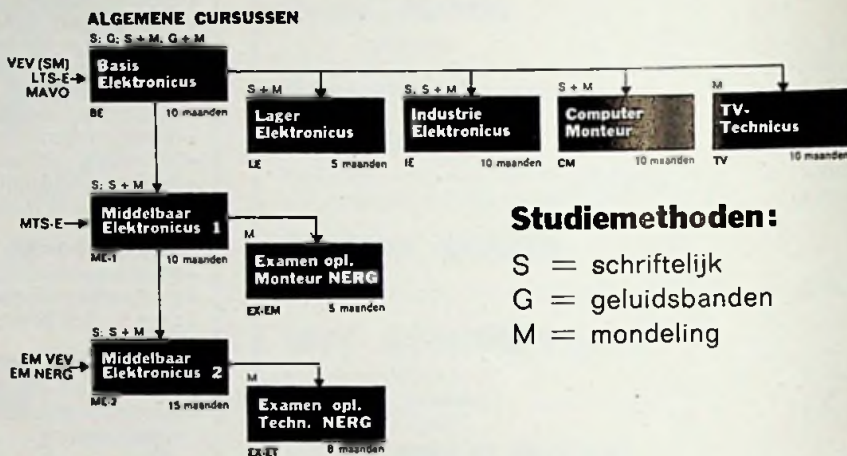 ALGEMENE CURSUSSEN
S; G; S + M, G + M
VEV (SM)
LTS-E
MAVO
Basis
Elektronicus
BE 10 maanden
S + M
Lager
Elektronicus
LE 5 maanden
S, S + M
Industrie
Elektronicus
IE 10 maanden
S + M
Computer
Monteur
CM 10 maanden
M
TV-
Technicus
TV 10 maanden
S; S + M
MTS-E
Middelbaar
Elektronicus 1
ME-1 10 maanden
M
Examen opl.
Monteur NERG
EX-EM 5 maanden
S; S + M
EM VEV
EM NERG
Middelbaar
Elektronicus 2
ME-2 15 maanden
M
Examen opl.
Techn. NERG
EX-ET 8 maanden
Studiemethoden:
S = schriftelijk
G = geluidsbanden
M = mondeling